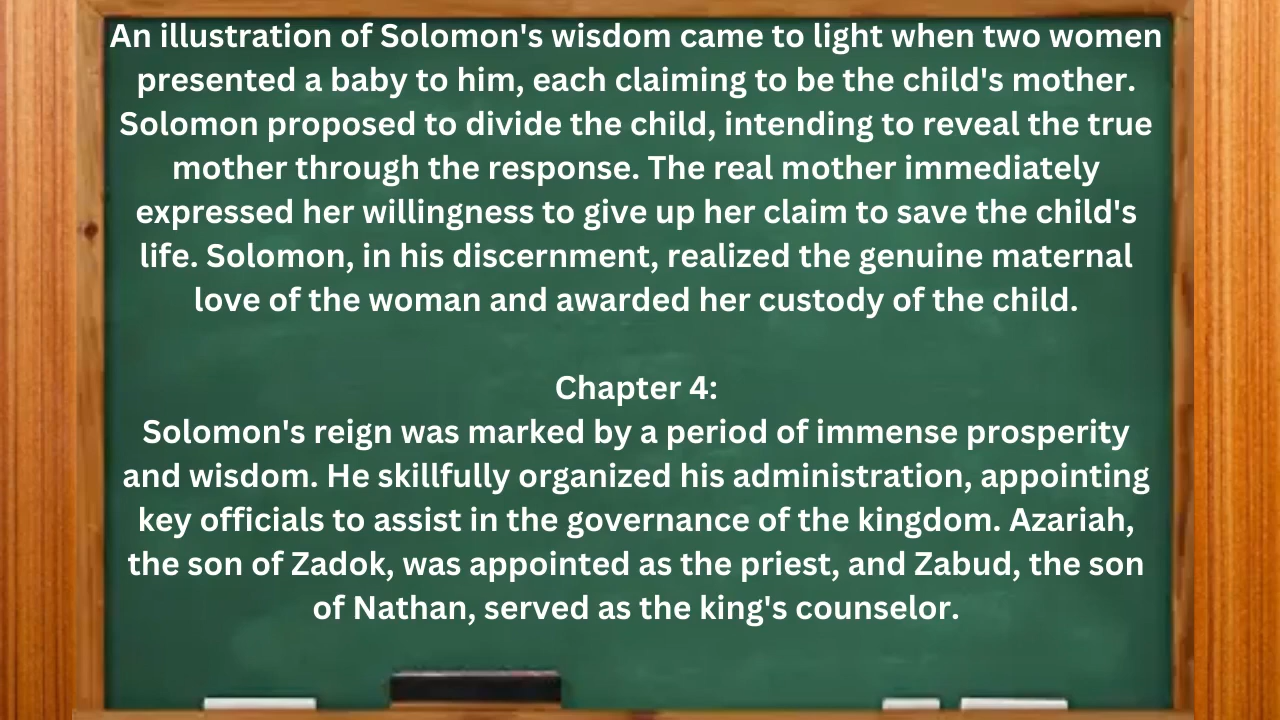 An illustration of Solomon's wisdom came to light when two women
presented a baby to him, each claiming to be the child's mother.
Solomon proposed to divide the child, intending to reveal the true
mother through the response. The real mother immediately
expressed her willingness to give up her claim to save the child's
life. Solomon, in his discernment, realized the genuine maternal
love of the woman and awarded her custody of the child.
Chapter 4:
Solomon's reign was marked by a period of immense prosperity
and wisdom. He skillfully organized his administration, appointing
key officials to assist in the governance of the kingdom. Azariah,
the son of Zadok, was appointed as the priest, and Zabud, the son
of Nathan, served as the king's counselor.